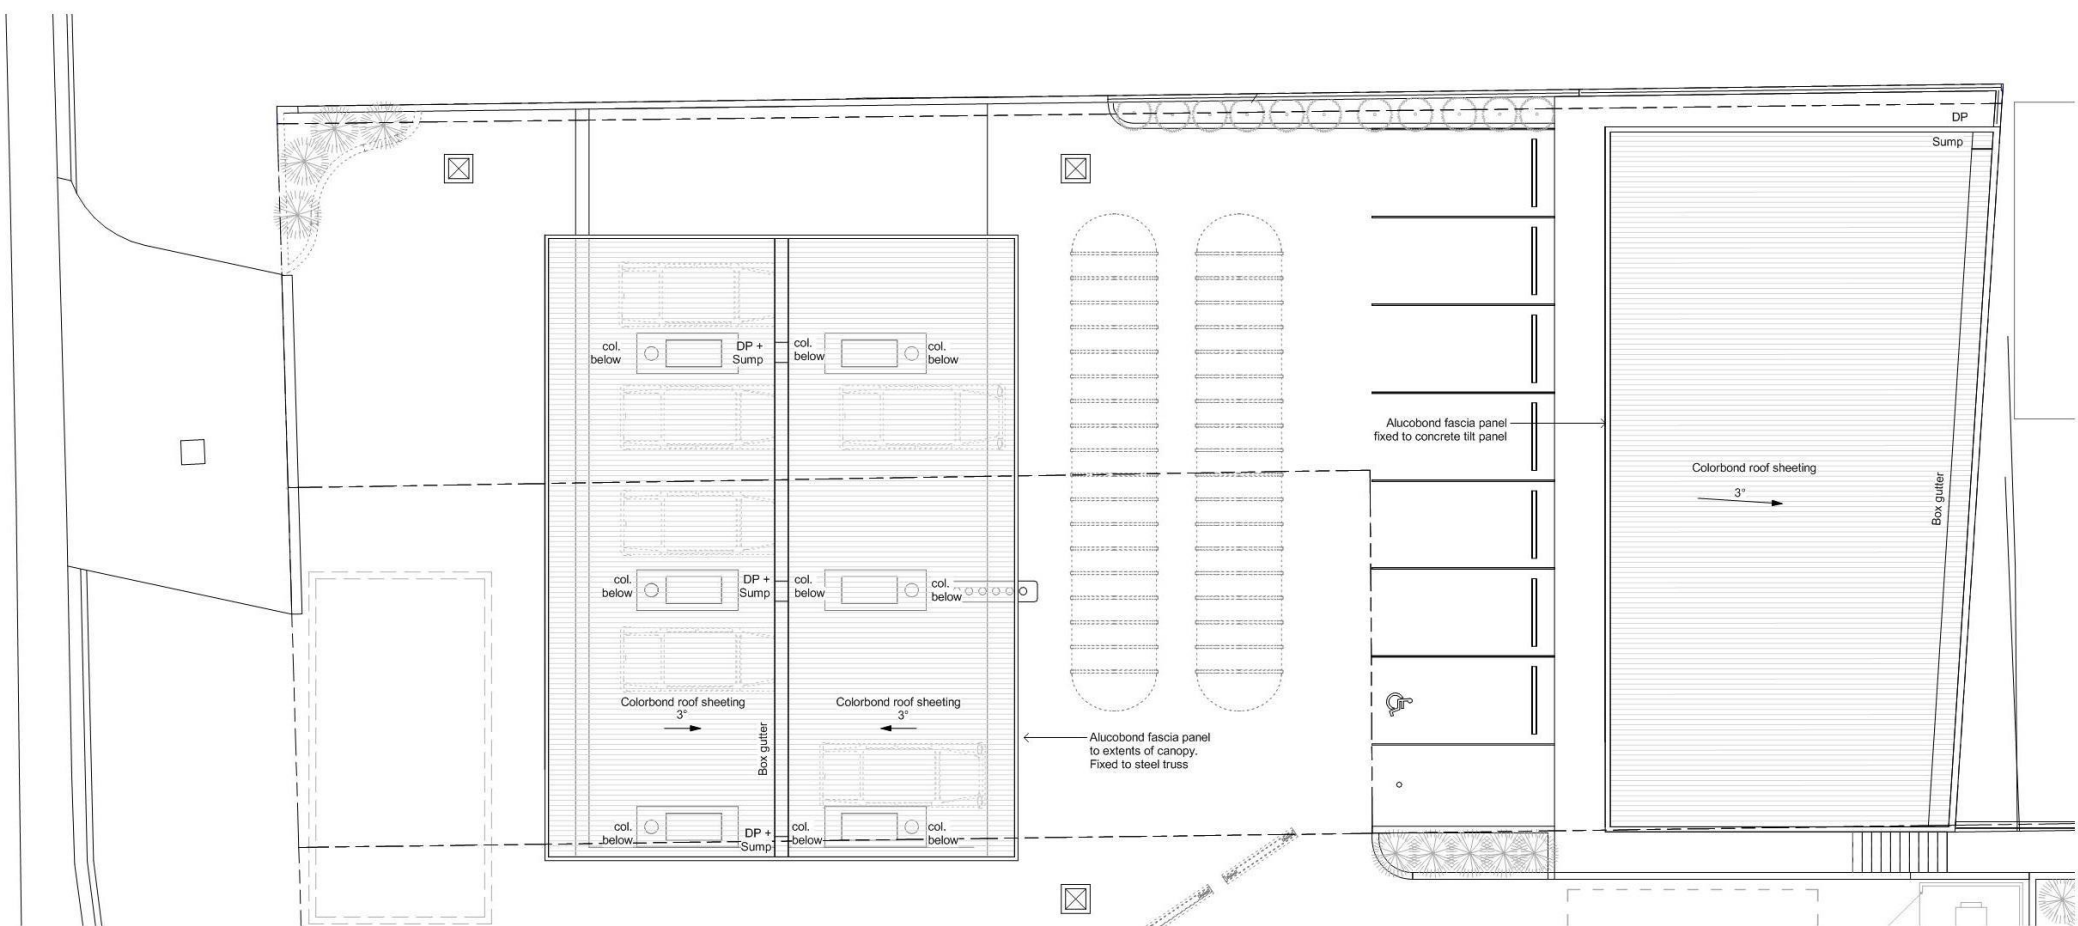 DP
Sump
col.
below
DP +
Sump
col.
below
col.
below
Alucobond fascia panel
fixed to concrete tilt panel
Colorbond roof sheeting
3°
Box gutter
col.
below
DP +
Sump
col.
below
col.
below
Colorbond roof sheeting
3°
Colorbond roof sheeting
3°
Box gutter
Alucobond fascia panel
to extents of canopy.
Fixed to steel truss
col.
below
DP +
Sump
col.
below
col.
below